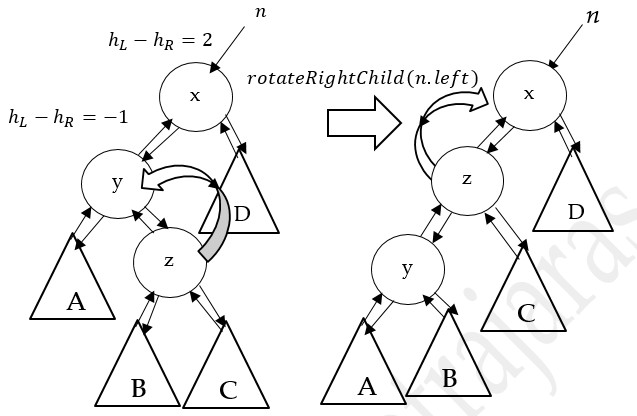 n
h_L − h_R = 2
x
h_L − h_R = −1
y
z
A
B
C
D
rotateRightChild(n.left)
n
x
z
y
A
B
C
D